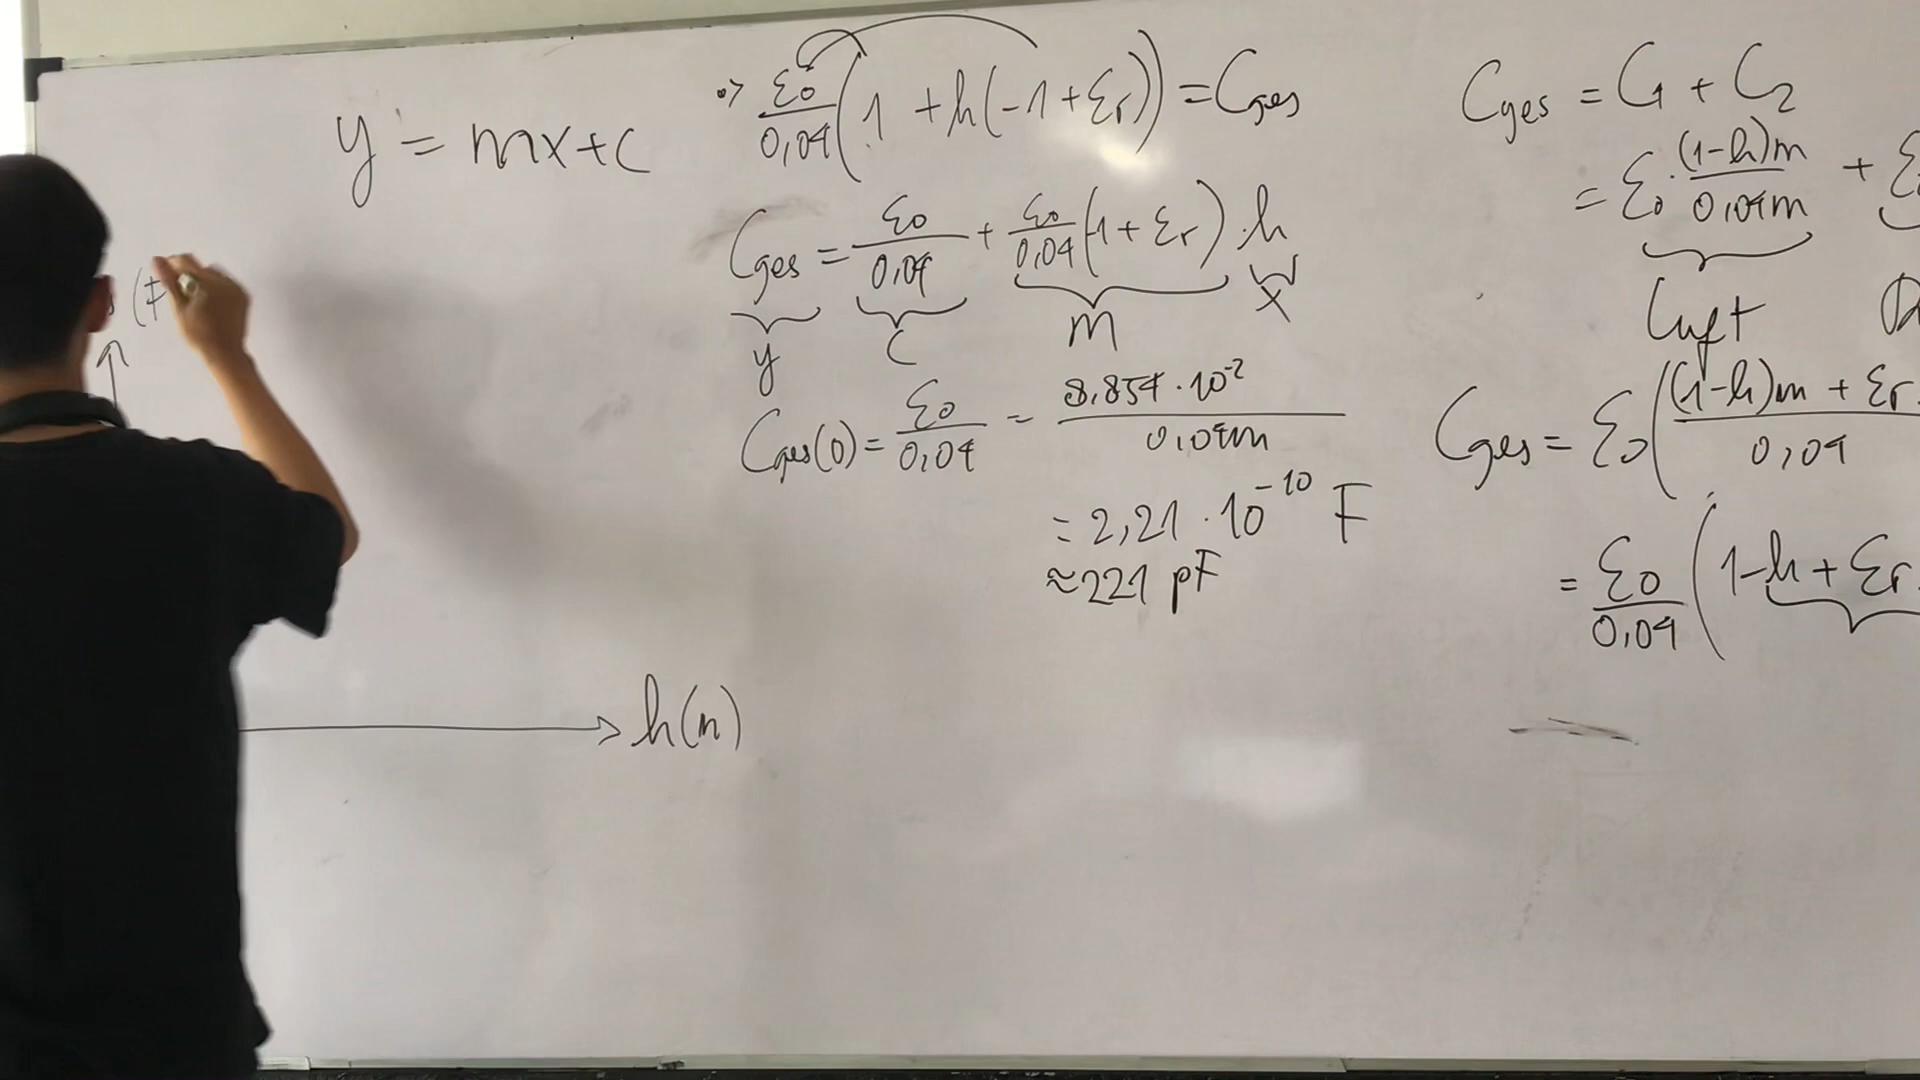 y = mx+c
=> ε0/0,04 (1 + h(-1+εr)) = Cges
Cges = ε0/0,04 + ε0/0,04 (-1+εr) · h
y c m x
Cges(0) = ε0/0,04 = 8,854 · 10⁻²/0,04m
= 2,21 · 10⁻¹⁰ F
≈221 pF
(F
h(m)
Cges = C1 + C2
= ε0 · (1-h)m/0,04m +
Luft
Cges = ε0 ((1-h)m + εr/0,04
= ε0/0,04 (1-h + εr